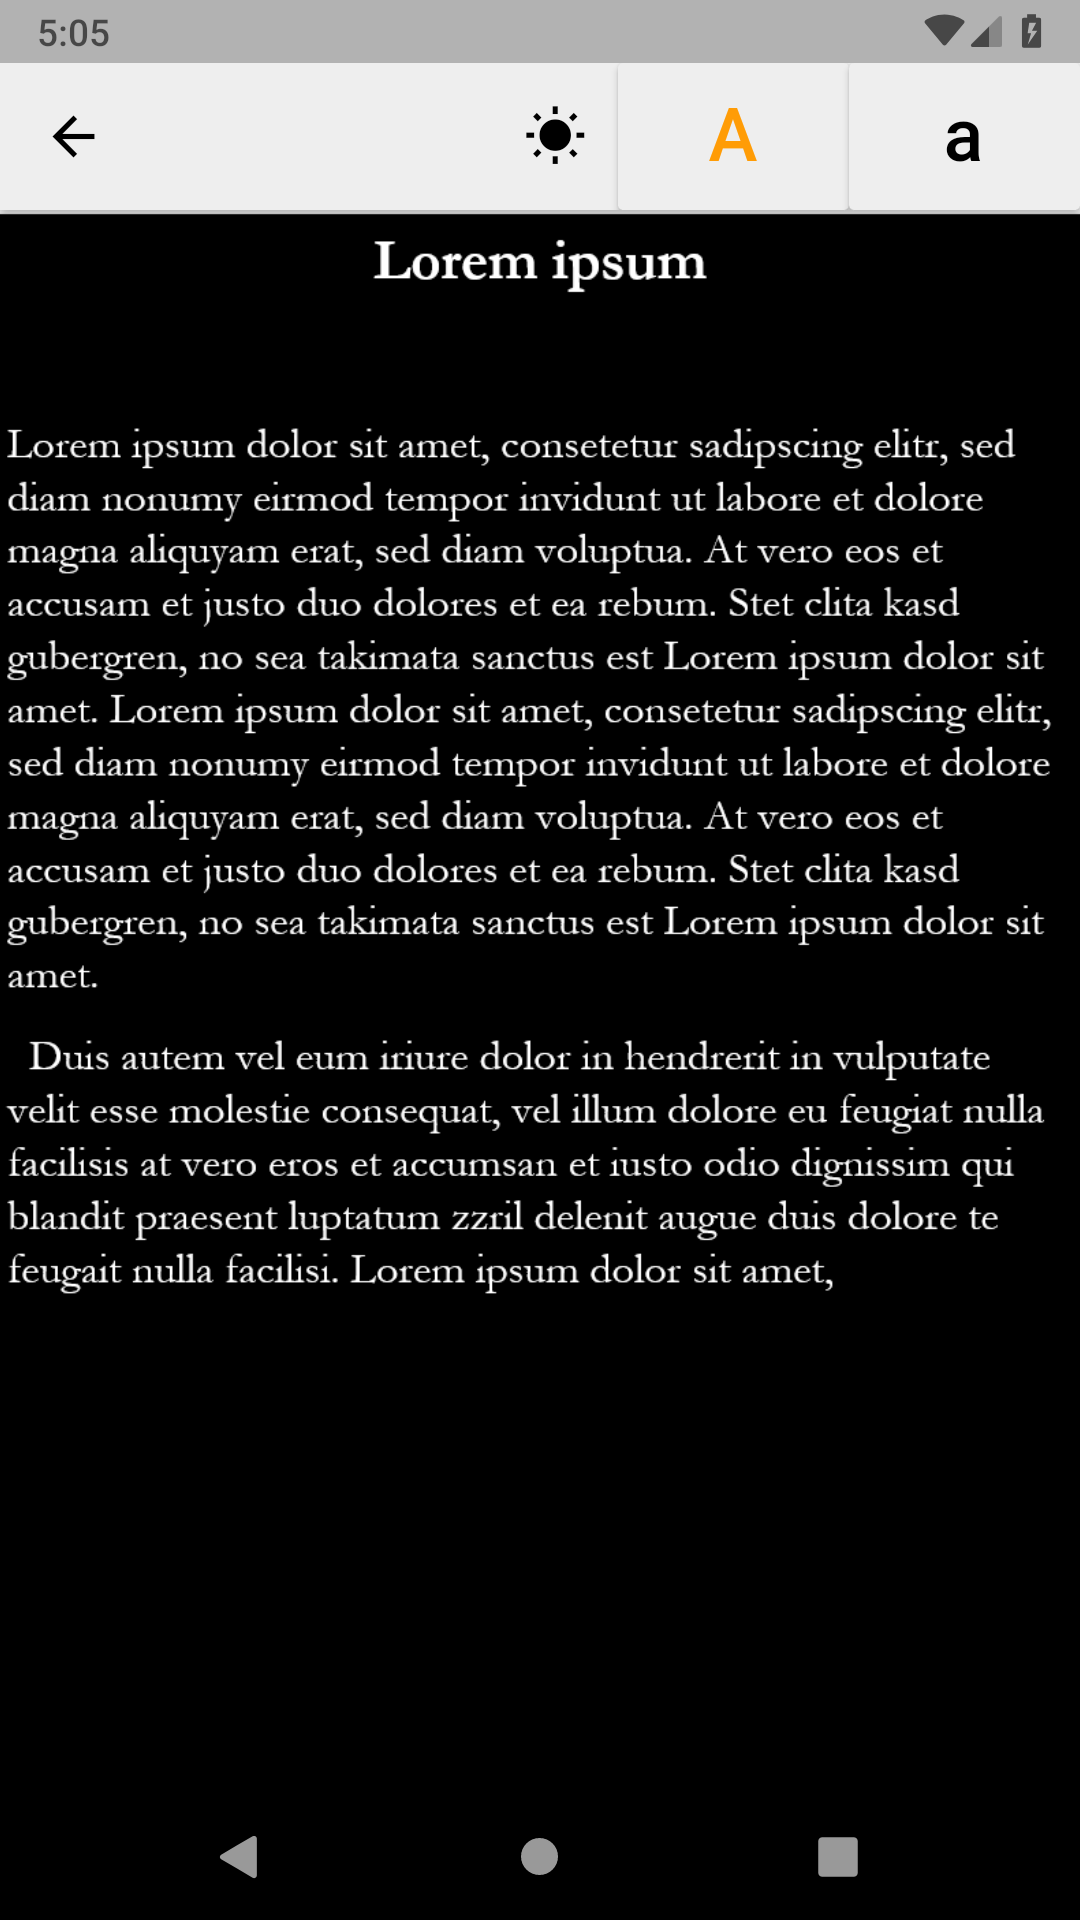 5:05
A
a
Lorem ipsum
Lorem ipsum dolor sit amet, consetetur sadipscing elitr, sed
diam nonumy eirmod tempor invidunt ut labore et dolore
magna aliquyam erat, sed diam voluptua. At vero eos et
accusam et justo duo dolores et ea rebum. Stet clita kasd
gubergren, no sea takimata sanctus est Lorem ipsum dolor sit
amet. Lorem ipsum dolor sit amet, consetetur sadipscing elitr,
sed diam nonumy eirmod tempor invidunt ut labore et dolore
magna aliquyam erat, sed diam voluptua. At vero eos et
accusam et justo duo dolores et ea rebum. Stet clita kasd
gubergren, no sea takimata sanctus est Lorem ipsum dolor sit
amet.
Duis autem vel eum iriure dolor in hendrerit in vulputate
velit esse molestie consequat, vel illum dolore eu feugiat nulla
facilisis at vero eros et accumsan et iusto odio dignissim qui
blandit praesent luptatum zzril delenit augue duis dolore te
feugait nulla facilisi. Lorem ipsum dolor sit amet,